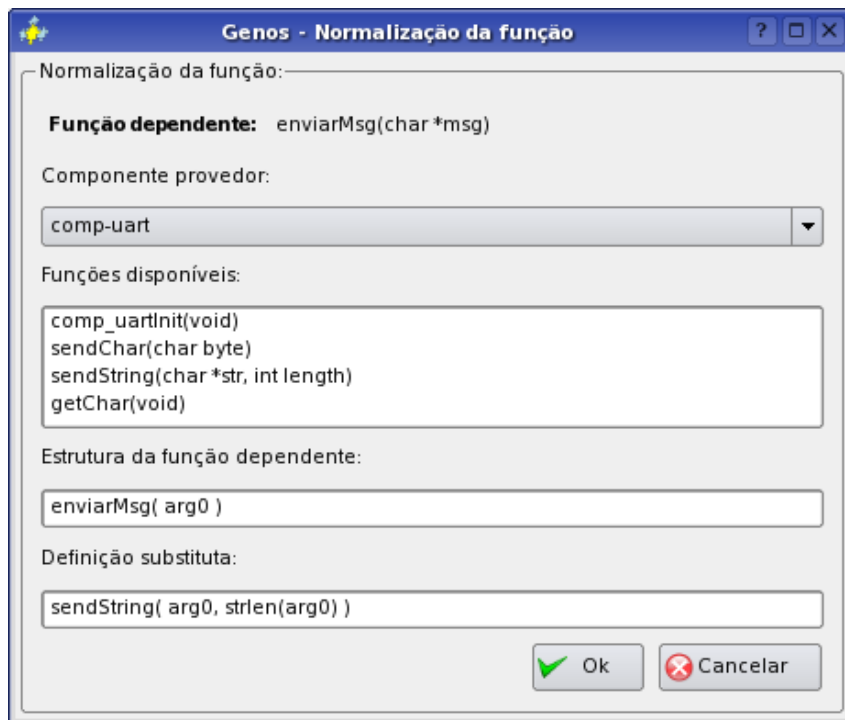 Genos - Normalização da função
Normalização da função:
Função dependente: enviarMsg(char *msg)
Componente provedor:
comp-uart
Funções disponíveis:
comp_uartInit(void)
sendChar(char byte)
sendString(char *str, int length)
getChar(void)
Estrutura da função dependente:
enviarMsg( arg0 )
Definição substituta:
sendString( arg0, strlen(arg0) )
Ok
Cancelar